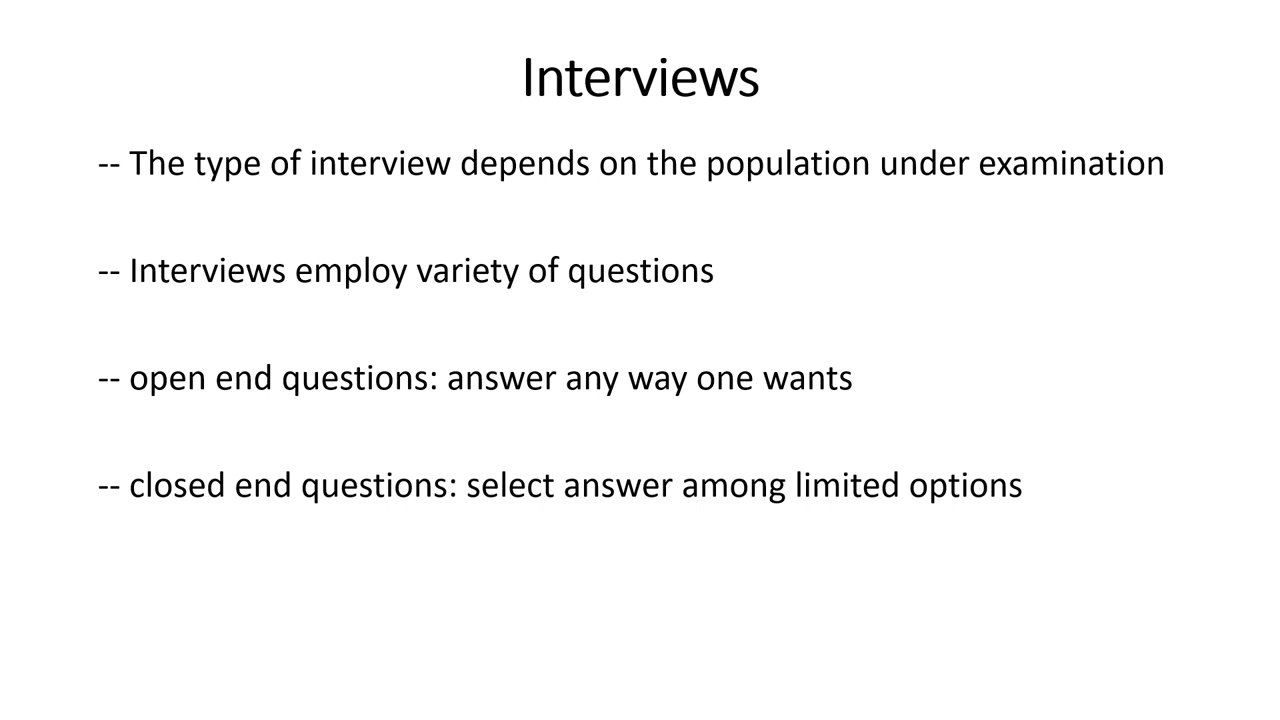 Interviews
-- The type of interview depends on the population under examination
-- Interviews employ variety of questions
-- open end questions: answer any way one wants
-- closed end questions: select answer among limited options